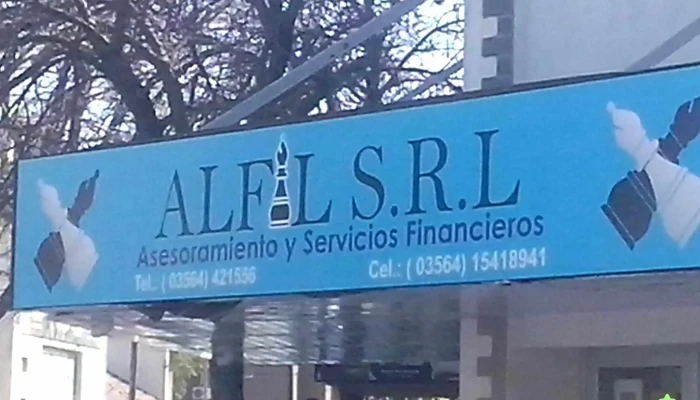 ALFIL S.R.L
Asesoramiento y Servicios Financieros
Tel.: ( 03564) 421556
Cel.: ( 03564) 15418941